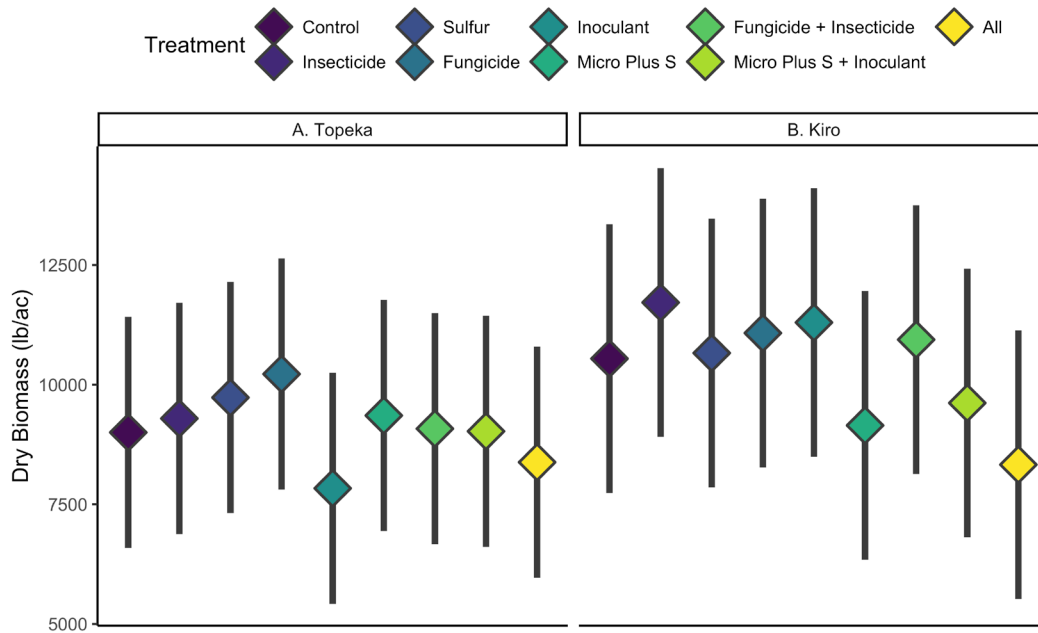 Treatment
Control
Sulfur
Inoculant
Fungicide + Insecticide
All
Insecticide
Fungicide
Micro Plus S
Micro Plus S + Inoculant
A. Topeka
B. Kiro
Dry Biomass (lb/ac)
12500
10000
7500
5000